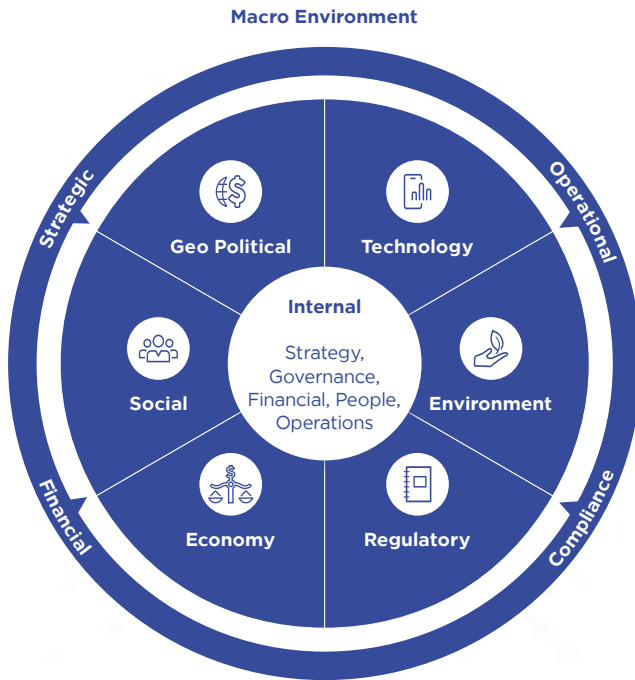 Macro Environment
Strategic
Operational
Geo Political
Technology
Internal
Strategy,
Governance,
Financial, People,
Operations
Social
Environment
Economy
Regulatory
Financial
Compliance